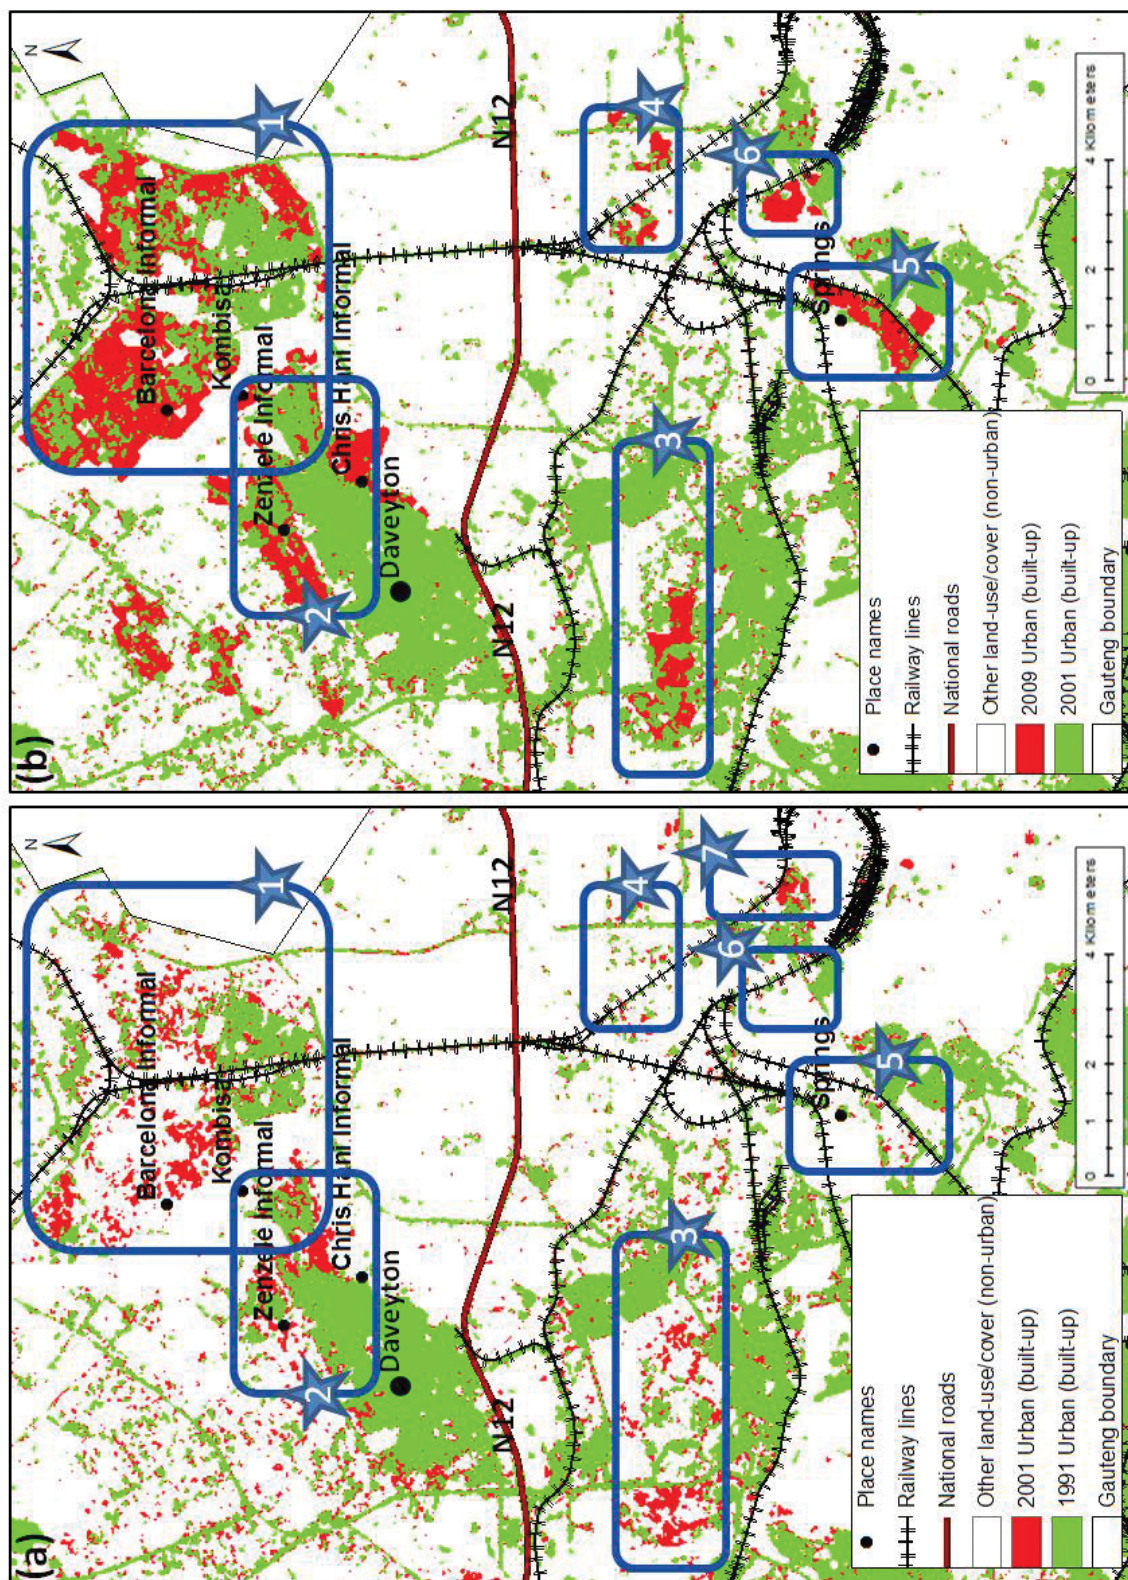 (a)
N
1
Barcelona Informal
Kombisa
Zenzele Informal
2
Chris Hani Informal
Daveyton
N12
N12
3
4
5
6
7
Springs
Place names
Railway lines
National roads
Other land-use/cover (non-urban)
2001 Urban (built-up)
1991 Urban (built-up)
Gauteng boundary
0 1 2 4 Kilometers
(b)
N
1
Barcelona Informal
Kombisa
Zenzele Informal
2
Chris Hani Informal
Daveyton
N12
N12
3
4
5
6
Springs
Place names
Railway lines
National roads
Other land-use/cover (non-urban)
2009 Urban (built-up)
2001 Urban (built-up)
Gauteng boundary
0 1 2 4 Kilometers